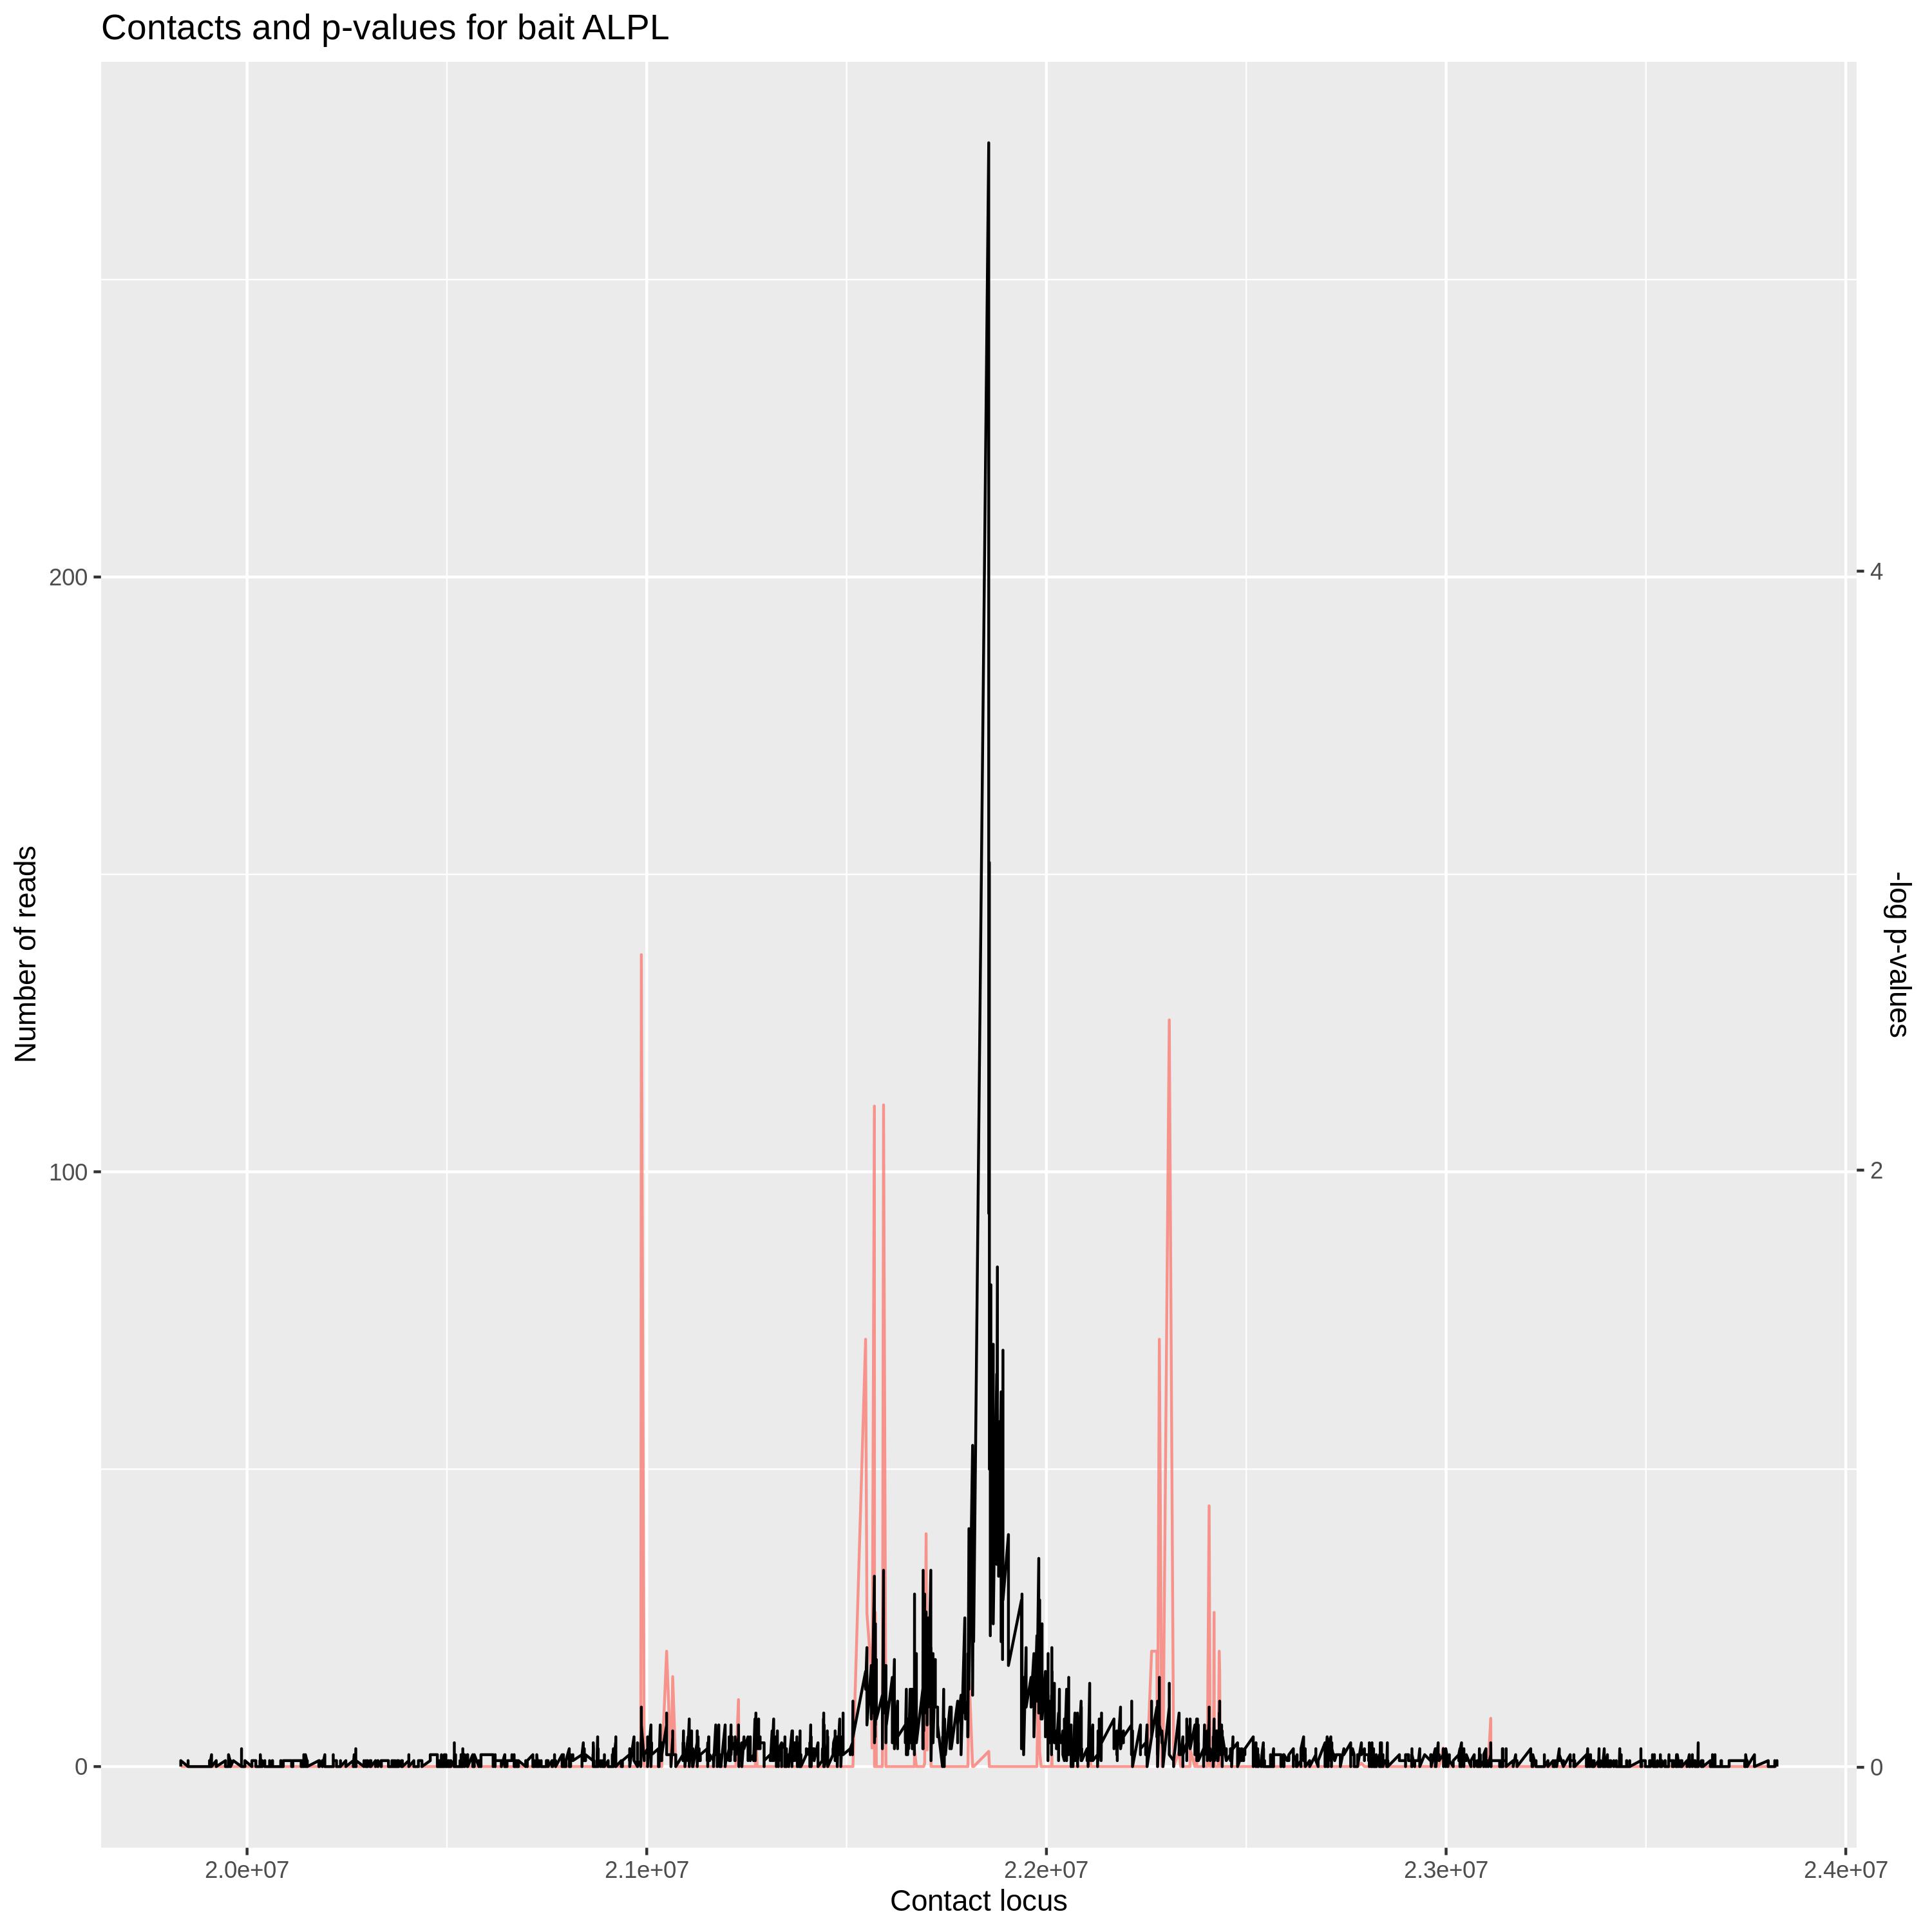 Contacts and p-values for bait ALPL
Number of reads
200
100
0
4
2
0
-log p-values
2.0e+07
2.1e+07
2.2e+07
2.3e+07
2.4e+07
Contact locus